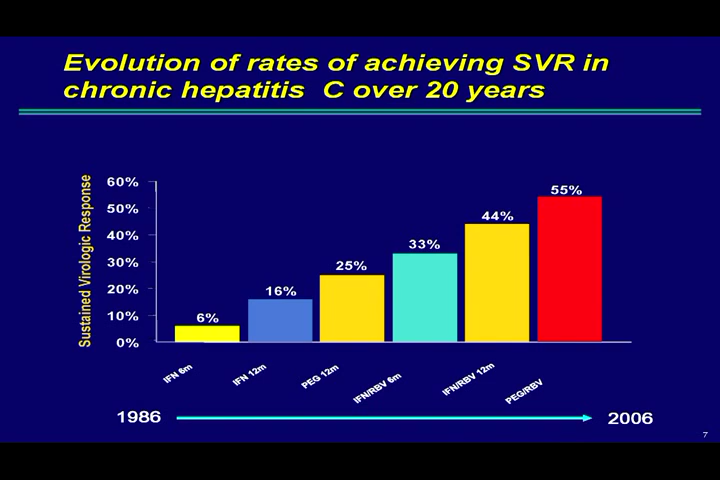 Evolution of rates of achieving SVR in
chronic hepatitis C over 20 years
Sustained Virologic Response
60%
50%
40%
30%
20%
10%
0%
6%
16%
25%
33%
44%
55%
IFN 6m
IFN 12m
PEG 12m
IFN/RBV 6m
IFN/RBV 12m
PEG/RBV
1986
2006
7